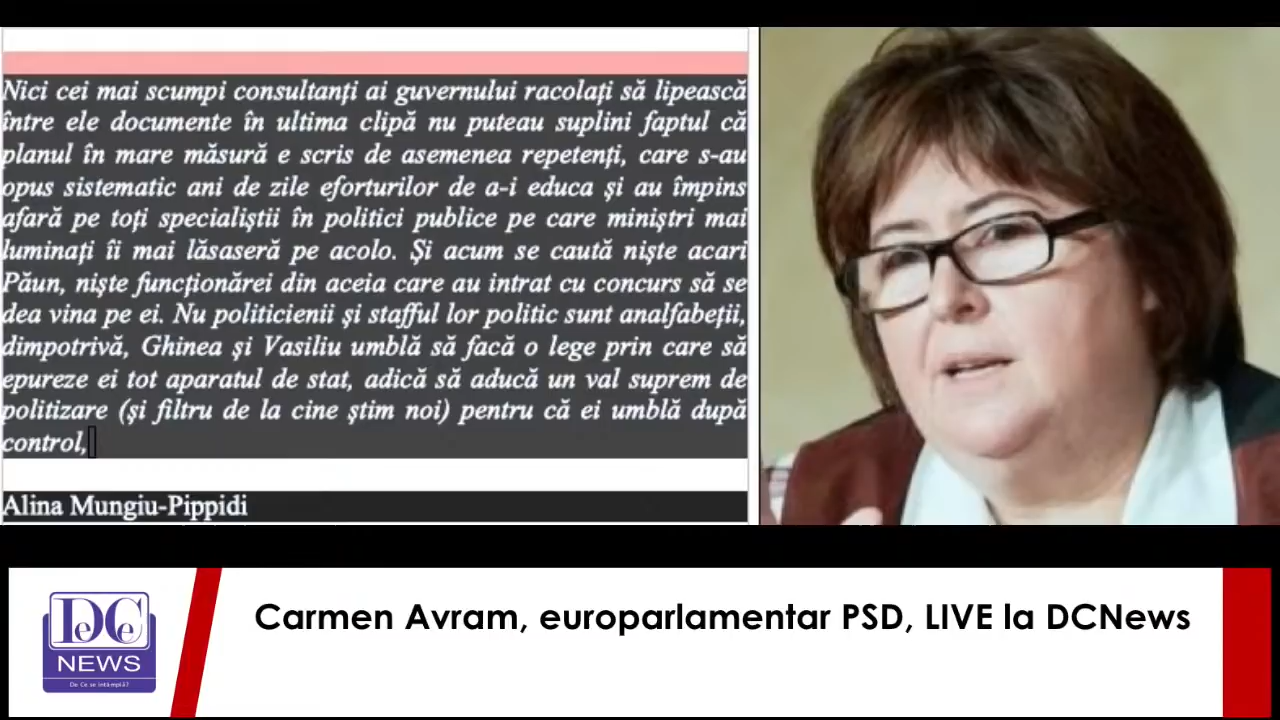 Nici cei mai scumpi consultanți ai guvernului racolați să lipească
între ele documente în ultima clipă nu puteau suplini faptul că
planul în mare măsură e scris de asemenea repetenți, care s-au
opus sistematic ani de zile eforturilor de a-i educa și au împins
afară pe toți specialiștii în politici publice pe care miniștri mai
luminați îi mai lăsaseră pe acolo. Și acum se caută niște acari
Păun, niște funcționărei din aceia care au intrat cu concurs să se
dea vina pe ei. Nu politicienii și stafful lor politic sunt analfabeții,
dimpotrivă, Ghinea și Vasiliu umblă să facă o lege prin care să
epureze ei tot aparatul de stat, adică să aducă un val suprem de
politizare (și filtru de la cine știm noi) pentru că ei umblă după
control,
Alina Mungiu-Pippidi
DeCe
NEWS
De Ce se întâmplă?
Carmen Avram, europarlamentar PSD, LIVE la DCNews